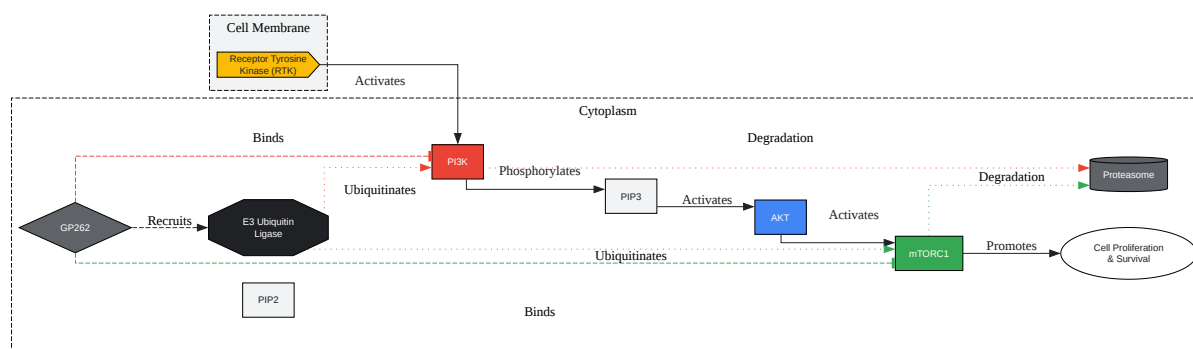 Cell Membrane
Receptor Tyrosine
Kinase (RTK)
Activates
Cytoplasm
Binds
Degradation
PI3K
Phosphorylates
Ubiquitinates
Degradation
Proteasome
PIP3
Activates
AKT
Activates
GP262
Recruits
E3 Ubiquitin
Ligase
Ubiquitinates
mTORC1
Promotes
Cell Proliferation
& Survival
PIP2
Binds